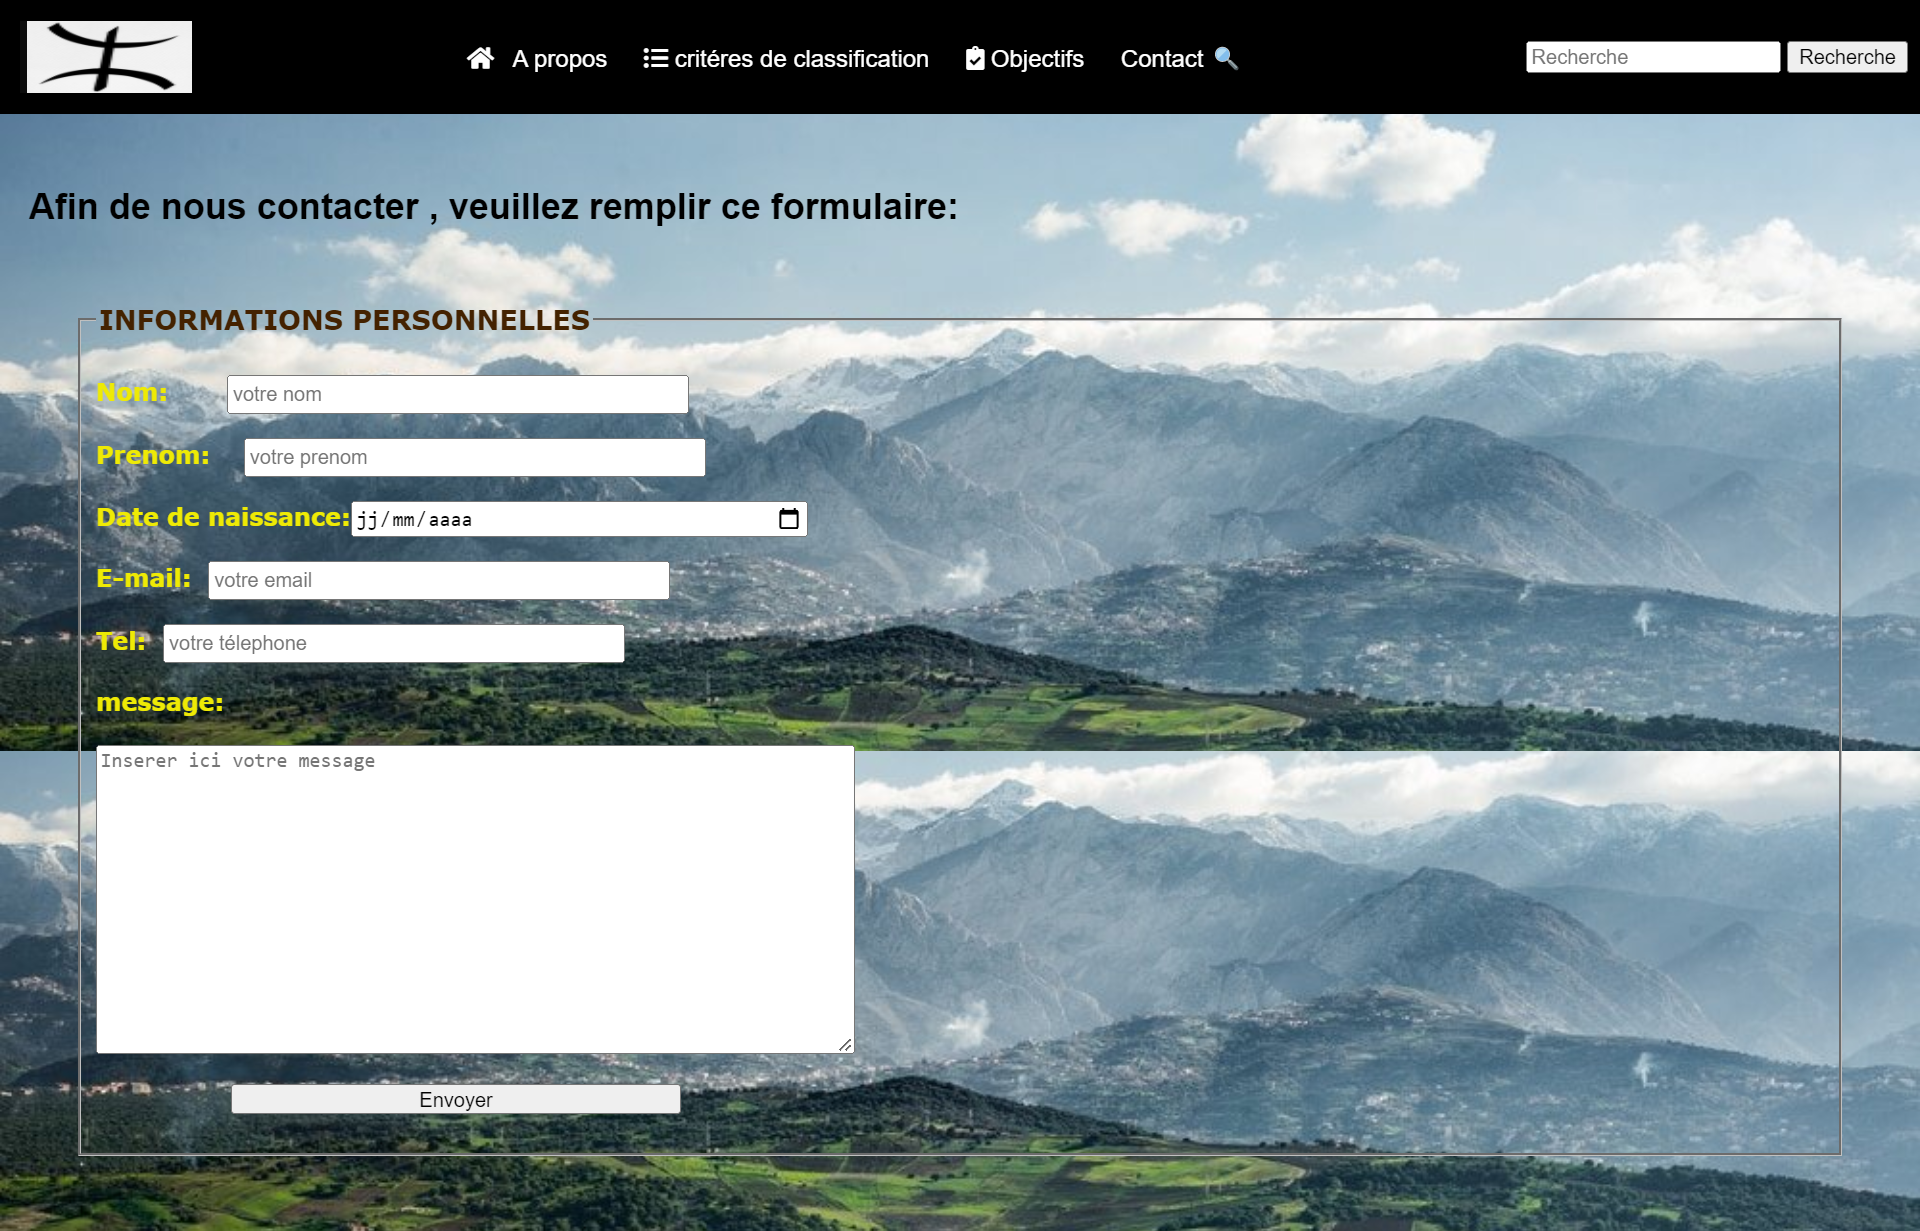 A propos critéres de classification Objectifs Contact 🔍 Recherche Recherche
Afin de nous contacter , veuillez remplir ce formulaire:
INFORMATIONS PERSONNELLES
Nom: votre nom
Prenom: votre prenom
Date de naissance: jj/mm/aaaa
E-mail: votre email
Tel: votre télephone
message:
Inserer ici votre message
Envoyer